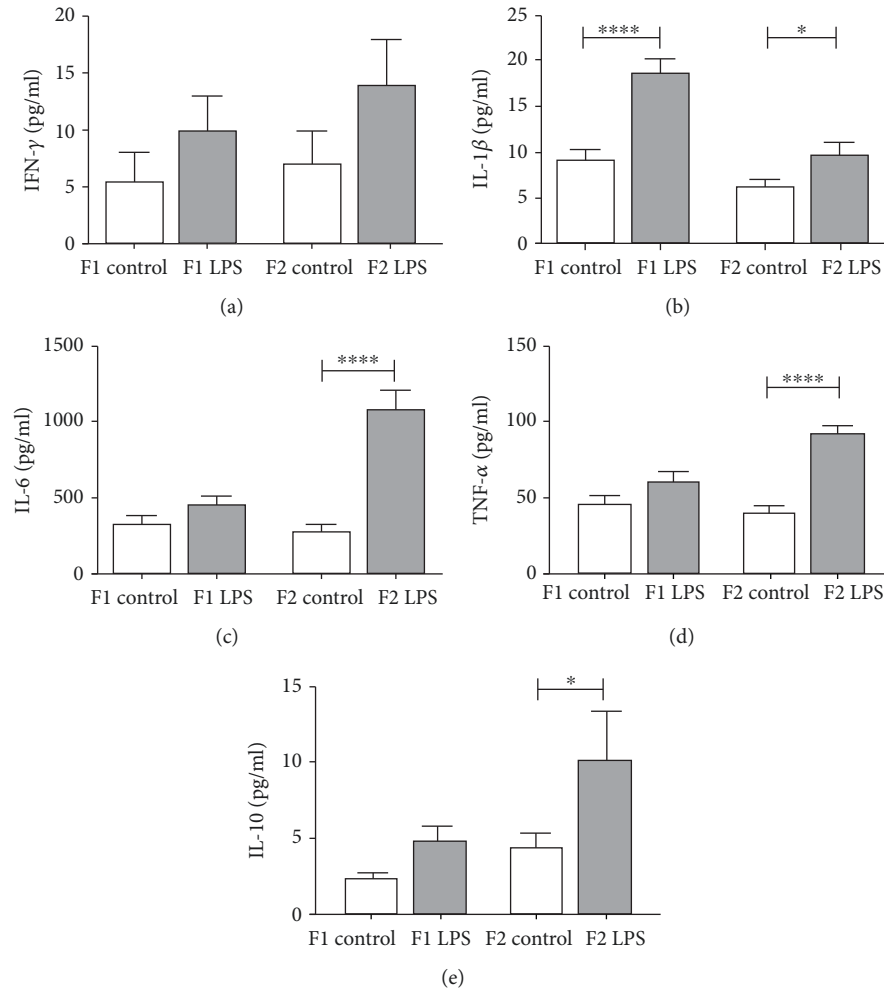 20
15
10
5
0
IFN-γ (pg/ml)
F1 control F1 LPS F2 control F2 LPS
(a)
25
20
15
10
5
0
IL-1β (pg/ml)
**** *
F1 control F1 LPS F2 control F2 LPS
(b)
1500
1000
500
0
IL-6 (pg/ml)
****
F1 control F1 LPS F2 control F2 LPS
(c)
150
100
50
0
TNF-α (pg/ml)
****
F1 control F1 LPS F2 control F2 LPS
(d)
15
10
5
0
IL-10 (pg/ml)
*
F1 control F1 LPS F2 control F2 LPS
(e)